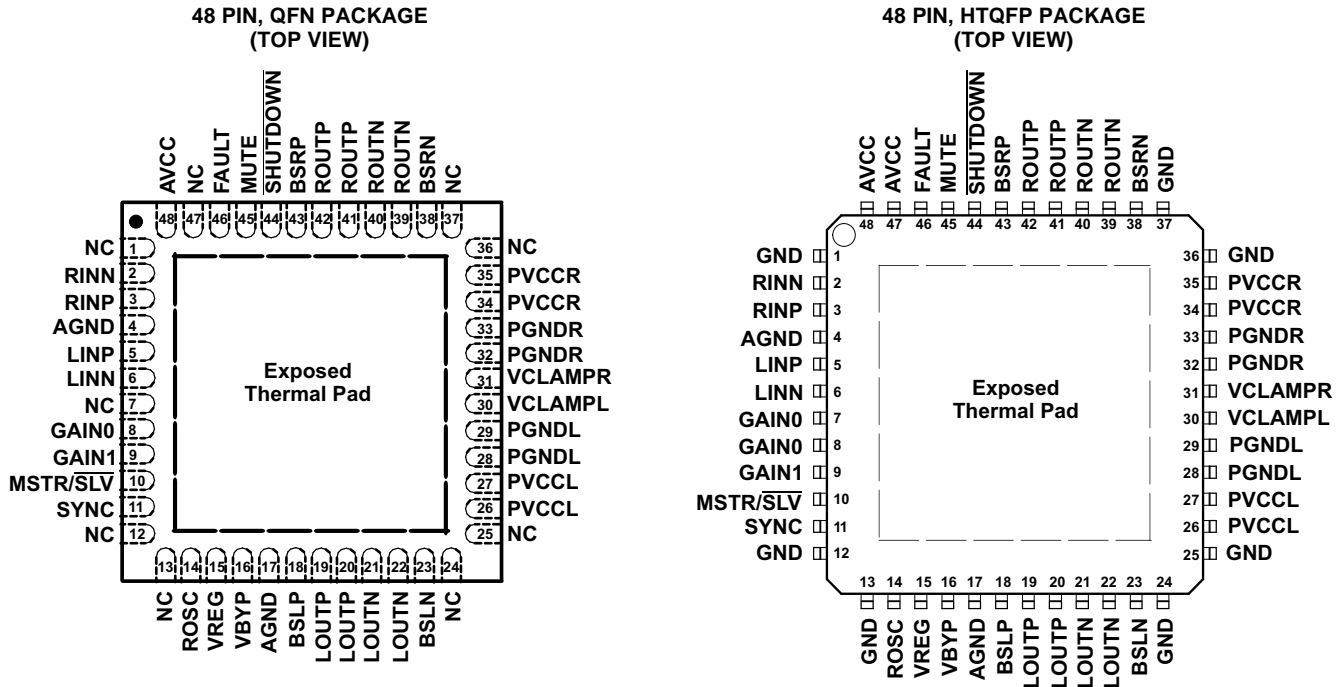 48 PIN, QFN PACKAGE
(TOP VIEW)
AVCC
NC
FAULT
MUTE
SHUTDOWN
BSRP
ROUTP
ROUTP
ROUTN
ROUTN
BSRN
NC
48 47 46 45 44 43 42 41 40 39 38 37
NC 1
RINN 2
RINP 3
AGND 4
LINP 5
LINN 6
NC 7
GAIN0 8
GAIN1 9
MSTR/SLV 10
SYNC 11
NC 12
Exposed
Thermal Pad
36 NC
35 PVCCR
34 PVCCR
33 PGNDR
32 PGNDR
31 VCLAMPR
30 VCLAMPL
29 PGNDL
28 PGNDL
27 PVCCL
26 PVCCL
25 NC
13 14 15 16 17 18 19 20 21 22 23 24
NC
ROSC
VREG
VBYP
AGND
BSLP
LOUTP
LOUTP
LOUTN
LOUTN
BSLN
NC
48 PIN, HTQFP PACKAGE
(TOP VIEW)
AVCC
AVCC
FAULT
MUTE
SHUTDOWN
BSRP
ROUTP
ROUTP
ROUTN
ROUTN
BSRN
GND
48 47 46 45 44 43 42 41 40 39 38 37
GND 1
RINN 2
RINP 3
AGND 4
LINP 5
LINN 6
GAIN0 7
GAIN0 8
GAIN1 9
MSTR/SLV 10
SYNC 11
GND 12
Exposed
Thermal Pad
36 GND
35 PVCCR
34 PVCCR
33 PGNDR
32 PGNDR
31 VCLAMPR
30 VCLAMPL
29 PGNDL
28 PGNDL
27 PVCCL
26 PVCCL
25 GND
13 14 15 16 17 18 19 20 21 22 23 24
GND
ROSC
VREG
VBYP
AGND
BSLP
LOUTP
LOUTP
LOUTN
LOUTN
BSLN
GND